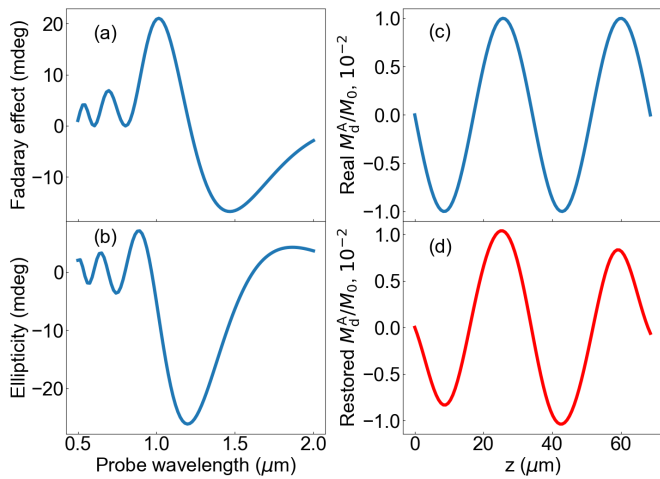 (a)
20
10
0
−10
Fadaray effect (mdeg)
(b)
0
−10
−20
Ellipticity (mdeg)
0.5 1.0 1.5 2.0
Probe wavelength (μm)
(c)
1.0
0.5
0.0
−0.5
−1.0
Real M_d^A/M_0, 10^−2
(d)
1.0
0.5
0.0
−0.5
−1.0
Restored M_d^A/M_0, 10^−2
0 20 40 60
z (μm)